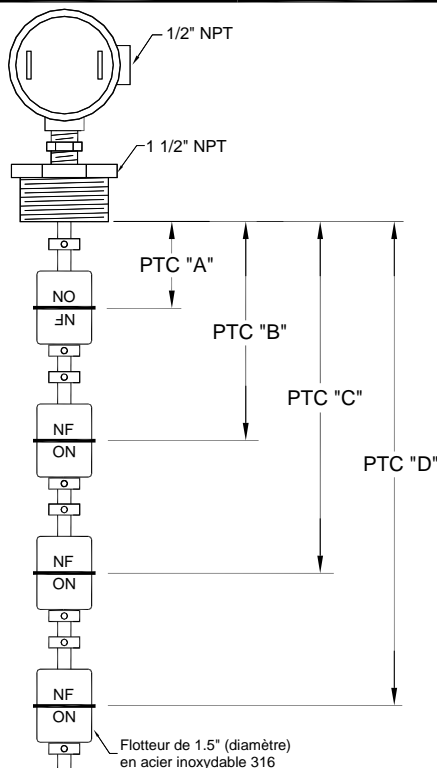 1/2" NPT
1 1/2" NPT
PTC "A"
ON
NF
PTC "B"
PTC "C"
NF
ON
PTC "D"
NF
ON
NF
ON
Flotteur de 1.5" (diamètre)
en acier inoxydable 316